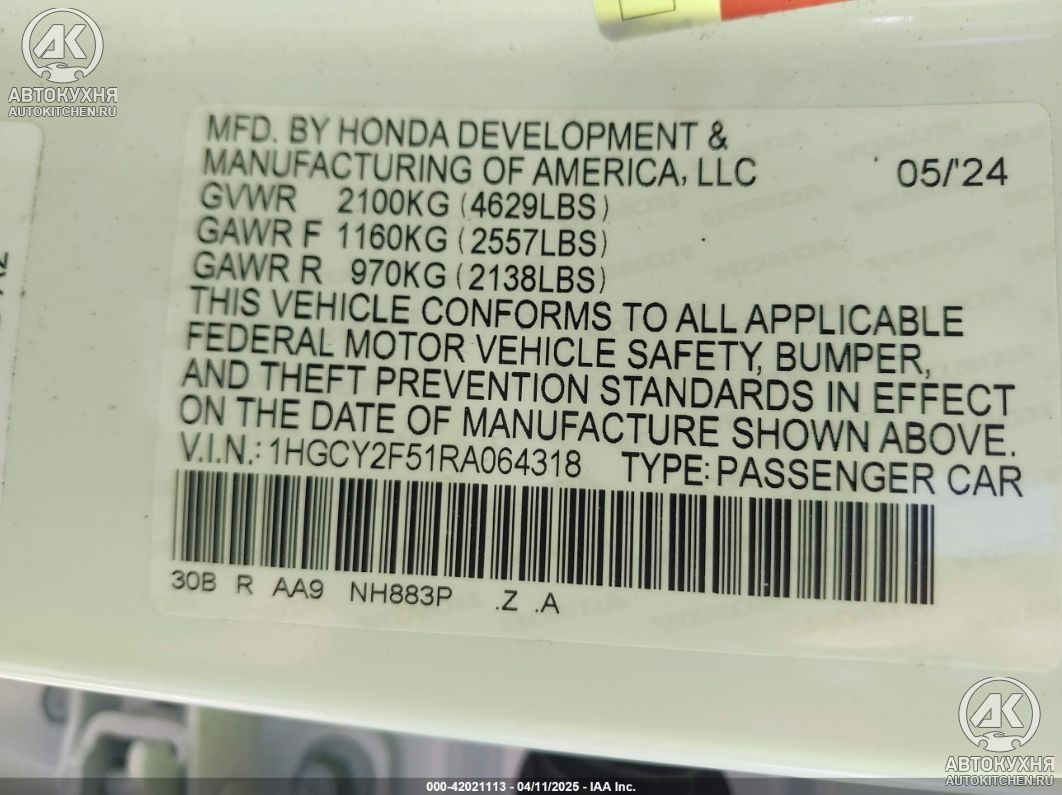 АК
АВТОКУХНЯ
AUTOKITCHEN.RU
MFD. BY HONDA DEVELOPMENT &
MANUFACTURING OF AMERICA, LLC 05/'24
GVWR 2100KG (4629LBS)
GAWR F 1160KG (2557LBS)
GAWR R 970KG (2138LBS)
THIS VEHICLE CONFORMS TO ALL APPLICABLE
FEDERAL MOTOR VEHICLE SAFETY, BUMPER,
AND THEFT PREVENTION STANDARDS IN EFFECT
ON THE DATE OF MANUFACTURE SHOWN ABOVE.
V.I.N.: 1HGCY2F51RA064318 TYPE: PASSENGER CAR
30B R AA9 NH883P .Z .A
АК
АВТОКУХНЯ
AUTOKITCHEN.RU
000-42021113 - 04/11/2025 - IAA Inc.